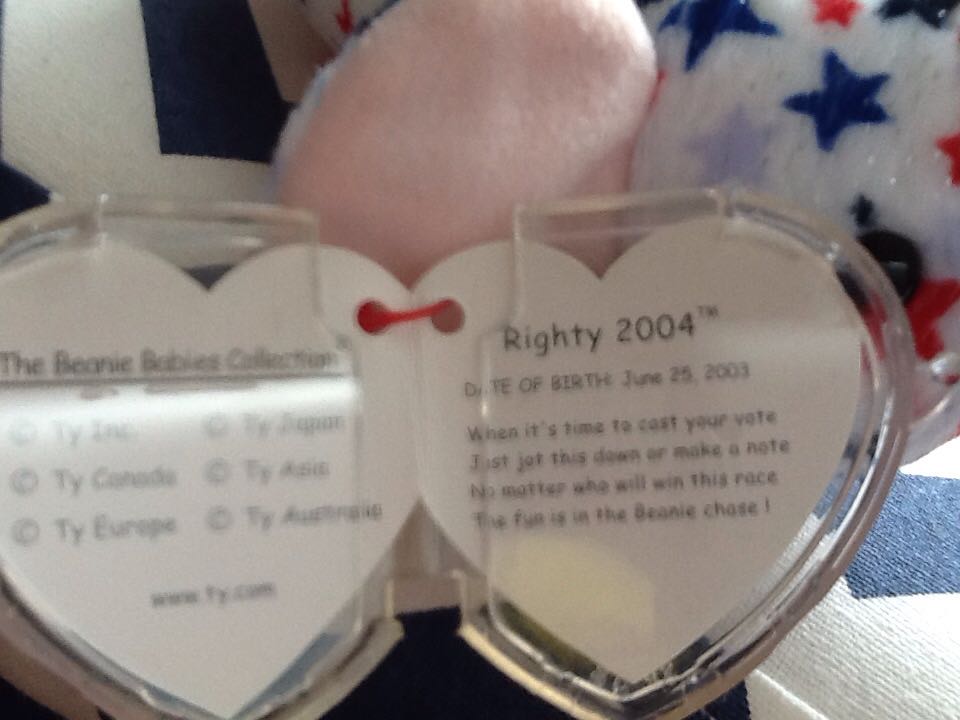 The Beanie Babies Collection®
© Ty Inc.
© Ty Japan
© Ty Canada
© Ty Asia
© Ty Europe
© Ty Australia
www.ty.com
Righty 2004™
DATE OF BIRTH: June 25, 2003
When it's time to cast your vote
Just jot this down or make a note
No matter who will win this race
The fun is in the Beanie chase !